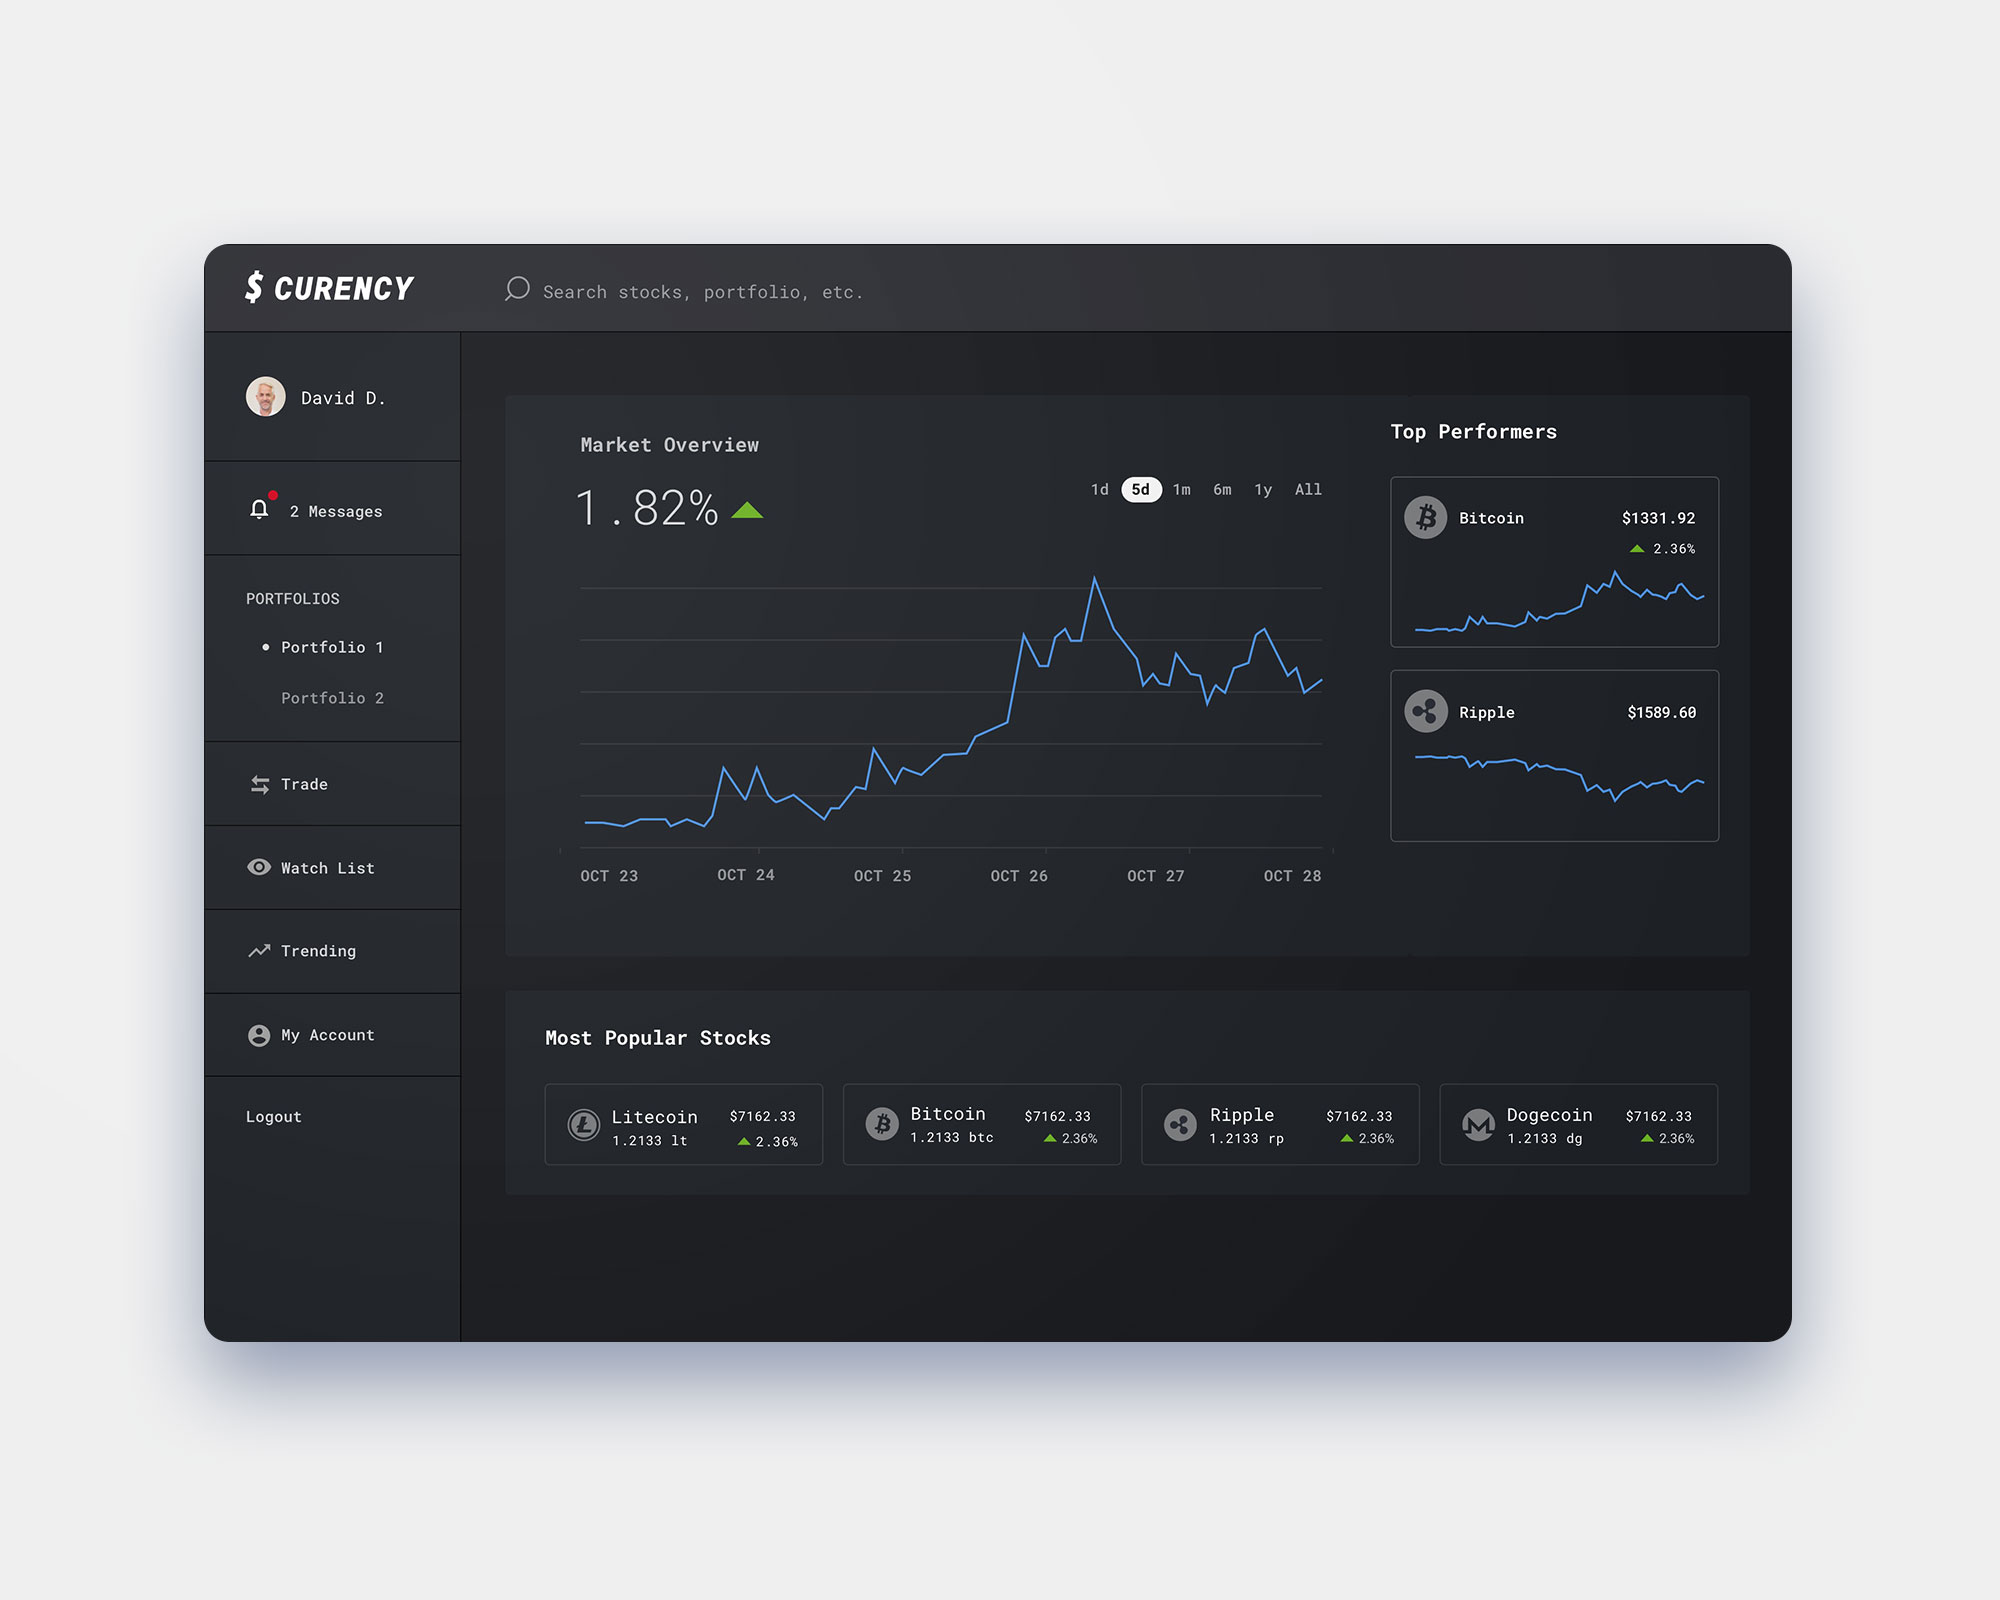 $ CURENCY
Search stocks, portfolio, etc.
David D.
2 Messages
PORTFOLIOS
Portfolio 1
Portfolio 2
Trade
Watch List
Trending
My Account
Logout
Market Overview
1.82%
1d 5d 1m 6m 1y All
OCT 23 OCT 24 OCT 25 OCT 26 OCT 27 OCT 28
Top Performers
Bitcoin $1331.92
2.36%
Ripple $1589.60
Most Popular Stocks
Litecoin $7162.33
1.2133 lt 2.36%
Bitcoin $7162.33
1.2133 btc 2.36%
Ripple $7162.33
1.2133 rp 2.36%
Dogecoin $7162.33
1.2133 dg 2.36%